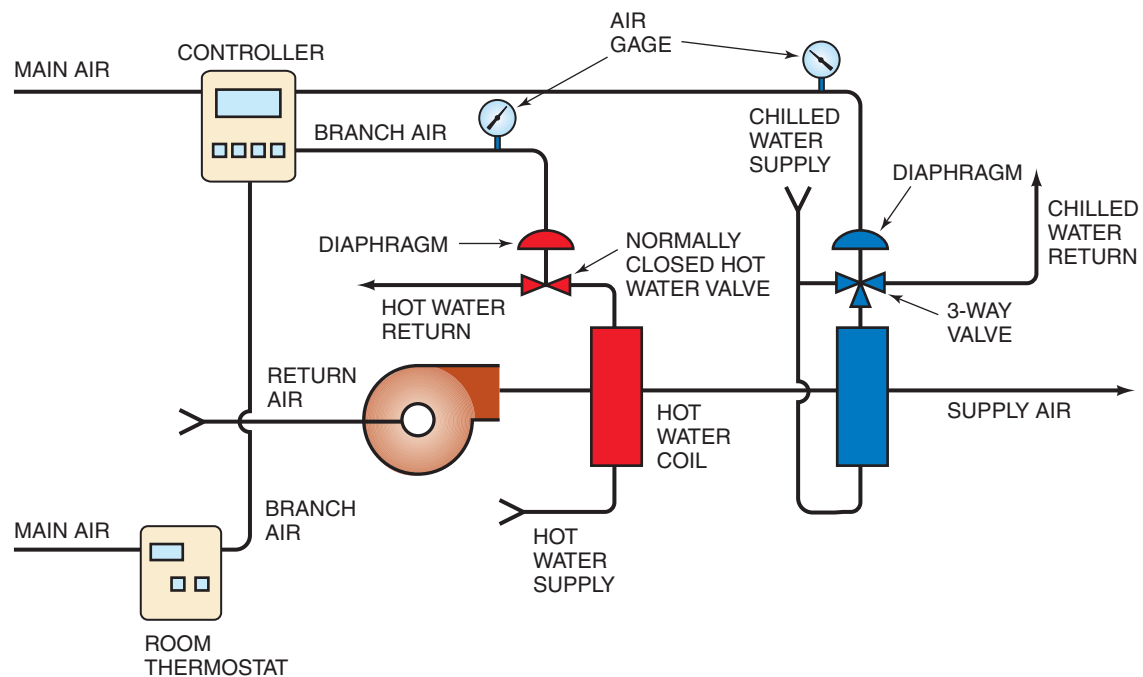 AIR
GAGE
CONTROLLER
MAIN AIR
BRANCH AIR
CHILLED
WATER
SUPPLY
DIAPHRAGM
CHILLED
WATER
RETURN
DIAPHRAGM
NORMALLY
CLOSED HOT
WATER VALVE
HOT WATER
RETURN
3-WAY
VALVE
RETURN
AIR
HOT
WATER
COIL
SUPPLY AIR
MAIN AIR
BRANCH
AIR
HOT
WATER
SUPPLY
ROOM
THERMOSTAT